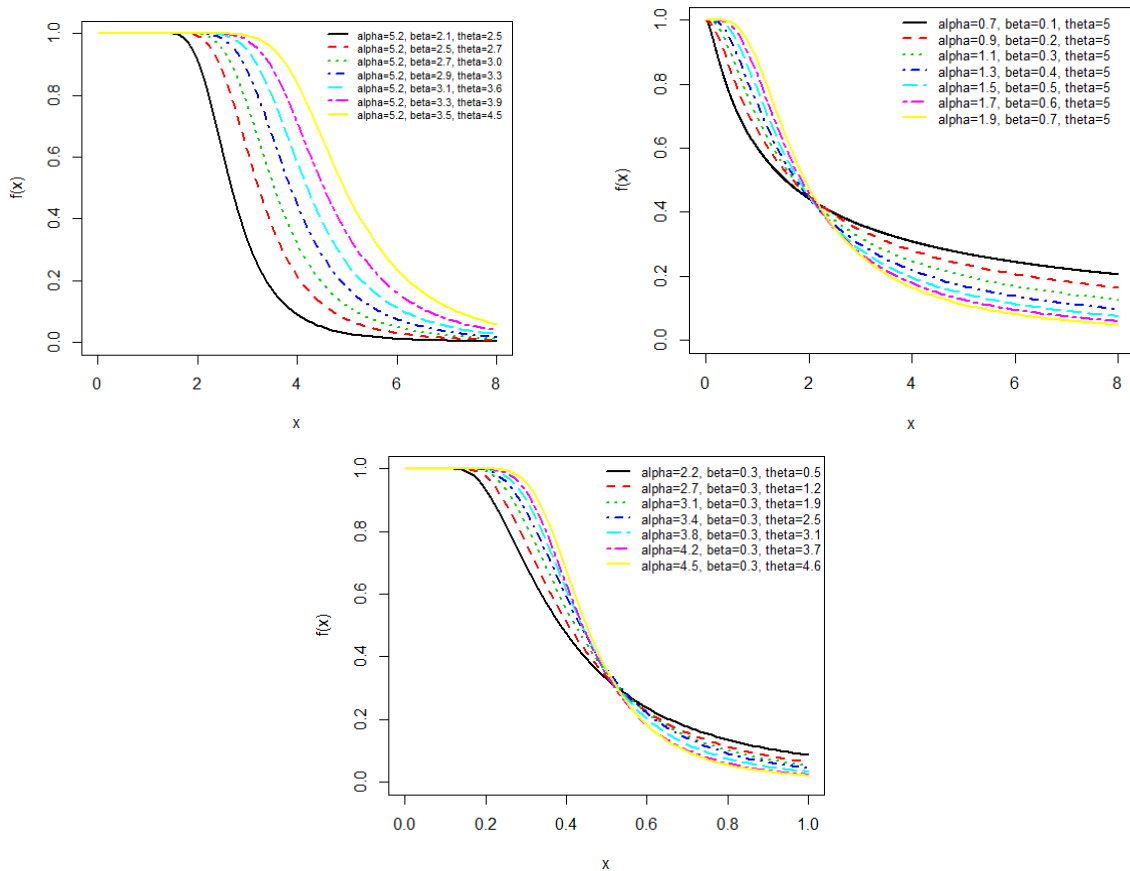 alpha=5.2, beta=2.1, theta=2.5
alpha=5.2, beta=2.5, theta=2.7
alpha=5.2, beta=2.7, theta=3.0
alpha=5.2, beta=2.9, theta=3.3
alpha=5.2, beta=3.1, theta=3.6
alpha=5.2, beta=3.3, theta=3.9
alpha=5.2, beta=3.5, theta=4.5
f(x)
1.0
0.8
0.6
0.4
0.2
0.0
0 2 4 6 8
x
alpha=0.7, beta=0.1, theta=5
alpha=0.9, beta=0.2, theta=5
alpha=1.1, beta=0.3, theta=5
alpha=1.3, beta=0.4, theta=5
alpha=1.5, beta=0.5, theta=5
alpha=1.7, beta=0.6, theta=5
alpha=1.9, beta=0.7, theta=5
f(x)
1.0
0.8
0.6
0.4
0.2
0.0
0 2 4 6 8
x
alpha=2.2, beta=0.3, theta=0.5
alpha=2.7, beta=0.3, theta=1.2
alpha=3.1, beta=0.3, theta=1.9
alpha=3.4, beta=0.3, theta=2.5
alpha=3.8, beta=0.3, theta=3.1
alpha=4.2, beta=0.3, theta=3.7
alpha=4.5, beta=0.3, theta=4.6
f(x)
1.0
0.8
0.6
0.4
0.2
0.0
0.0 0.2 0.4 0.6 0.8 1.0
x